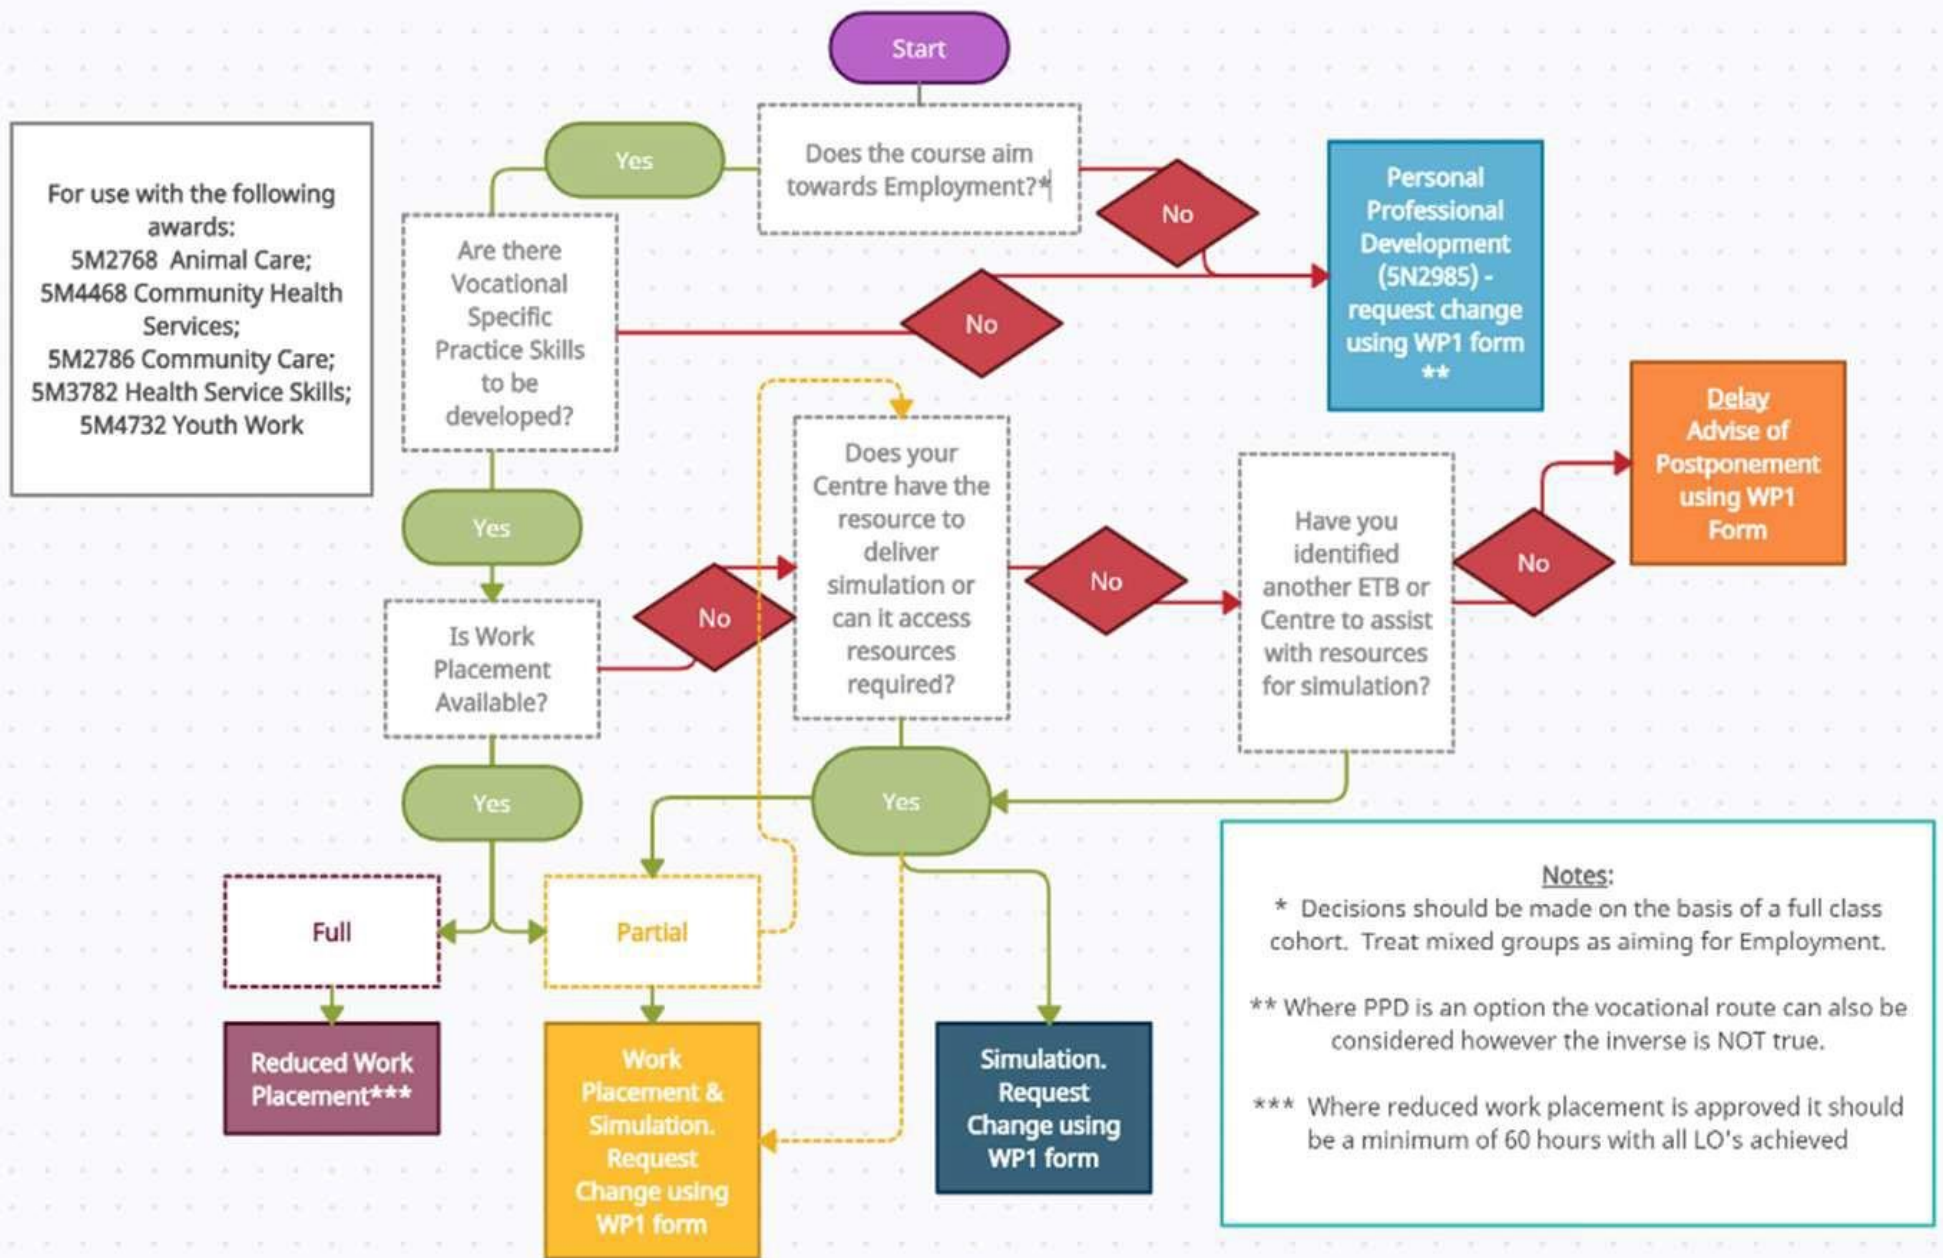 Start
Does the course aim
towards Employment?*
Yes
No
For use with the following
awards:
5M2768  Animal Care;
5M4468 Community Health
Services;
5M2786 Community Care;
5M3782 Health Service Skills;
5M4732 Youth Work
Are there
Vocational
Specific
Practice Skills
to be
developed?
No
Personal
Professional
Development
(5N2985) -
request change
using WP1 form
**
Yes
Is Work
Placement
Available?
No
Does your
Centre have the
resource to
deliver
simulation or
can it access
resources
required?
No
Have you
identified
another ETB or
Centre to assist
with resources
for simulation?
No
Delay
Advise of
Postponement
using WP1
Form
Yes
Yes
Full
Partial
Reduced Work
Placement***
Work
Placement &
Simulation.
Request
Change using
WP1 form
Simulation.
Request
Change using
WP1 form
Notes:
*  Decisions should be made on the basis of a full class
cohort.  Treat mixed groups as aiming for Employment.
** Where PPD is an option the vocational route can also be
considered however the inverse is NOT true.
***  Where reduced work placement is approved it should
be a minimum of 60 hours with all LO's achieved